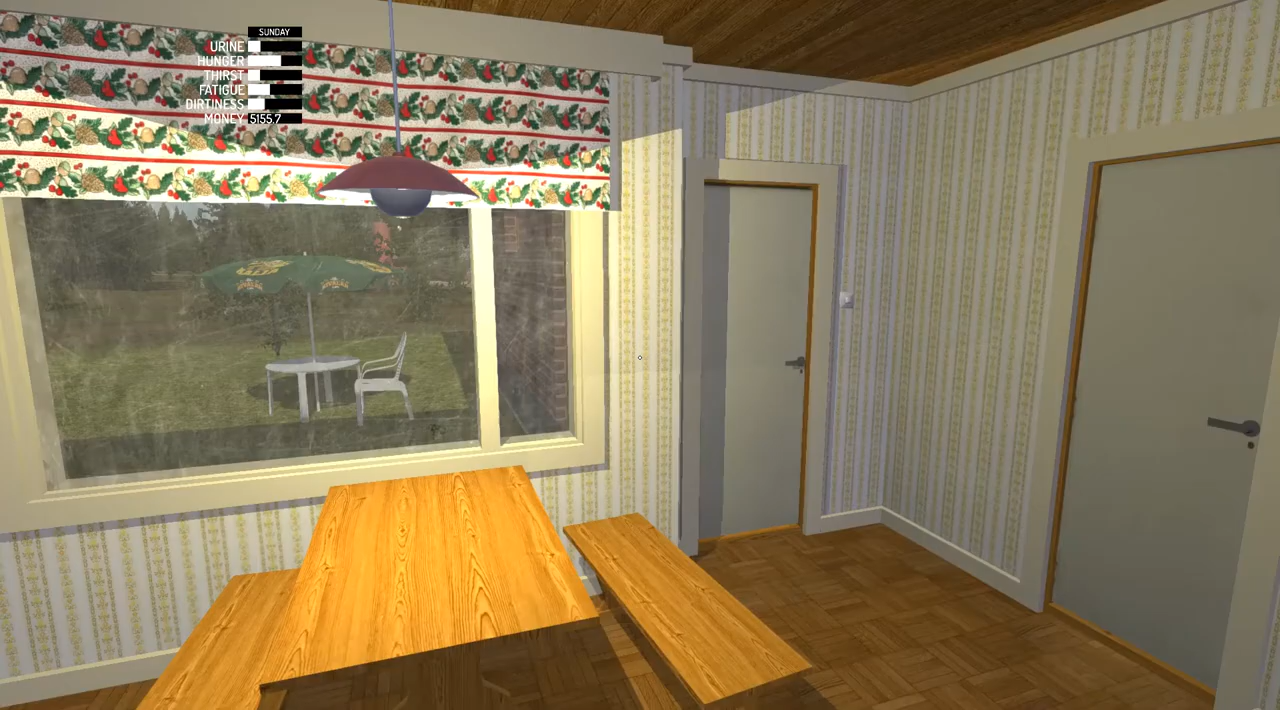 SUNDAY
URINE
HUNGER
THIRST
FATIGUE
DIRTINESS
MONEY 5155.7